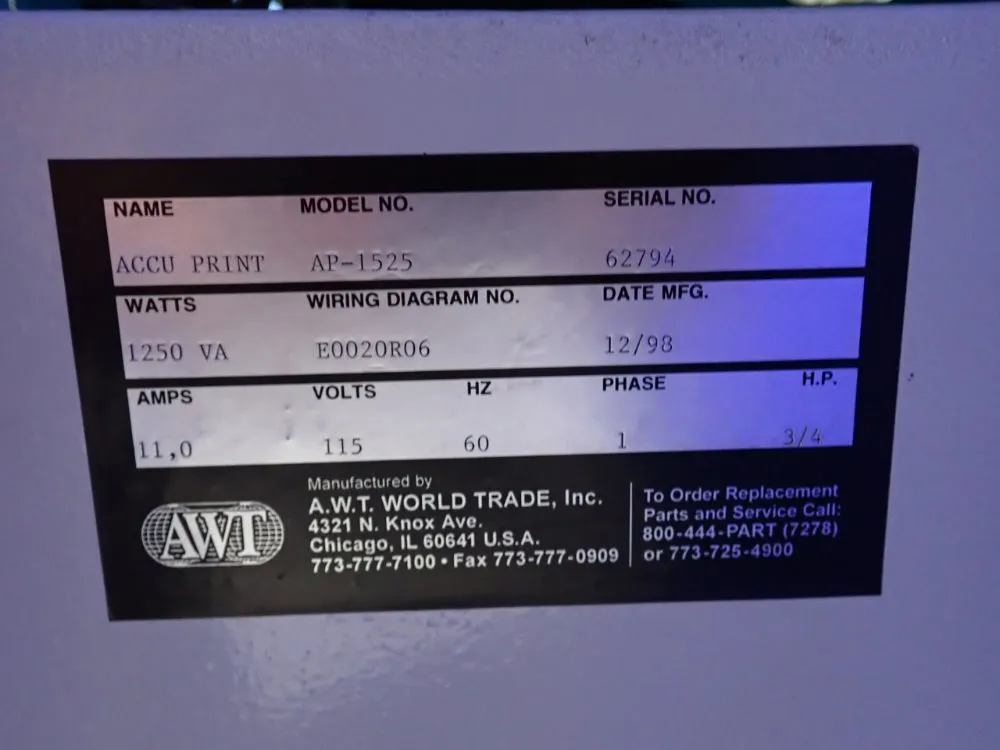 NAME MODEL NO. SERIAL NO.
ACCU PRINT AP-1525 62794
WATTS WIRING DIAGRAM NO. DATE MFG.
1250 VA E0020R06 12/98
AMPS VOLTS HZ PHASE H.P.
11,0 115 60 1 3/4
AWT
Manufactured by
A.W.T. WORLD TRADE, Inc.
4321 N. Knox Ave.
Chicago, IL 60641 U.S.A.
773-777-7100 • Fax 773-777-0909
To Order Replacement
Parts and Service Call:
800-444-PART (7278)
or 773-725-4900